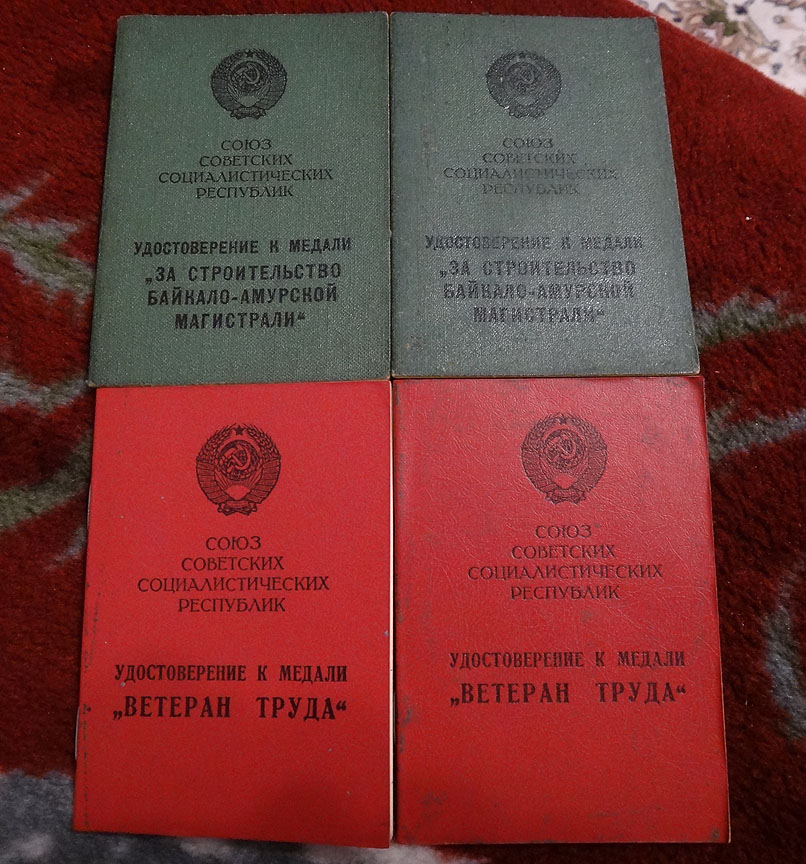 СОЮЗ
СОВЕТСКИХ
СОЦИАЛИСТИЧЕСКИХ
РЕСПУБЛИК
УДОСТОВЕРЕНИЕ К МЕДАЛИ
„ЗА СТРОИТЕЛЬСТВО
БАЙКАЛО-АМУРСКОЙ
МАГИСТРАЛИ“
СОЮЗ
СОВЕТСКИХ
СОЦИАЛИСТИЧЕСКИХ
РЕСПУБЛИК
УДОСТОВЕРЕНИЕ К МЕДАЛИ
„ЗА СТРОИТЕЛЬСТВО
БАЙКАЛО-АМУРСКОЙ
МАГИСТРАЛИ“
СОЮЗ
СОВЕТСКИХ
СОЦИАЛИСТИЧЕСКИХ
РЕСПУБЛИК
УДОСТОВЕРЕНИЕ К МЕДАЛИ
„ВЕТЕРАН ТРУДА“
СОЮЗ
СОВЕТСКИХ
СОЦИАЛИСТИЧЕСКИХ
РЕСПУБЛИК
УДОСТОВЕРЕНИЕ К МЕДАЛИ
„ВЕТЕРАН ТРУДА“